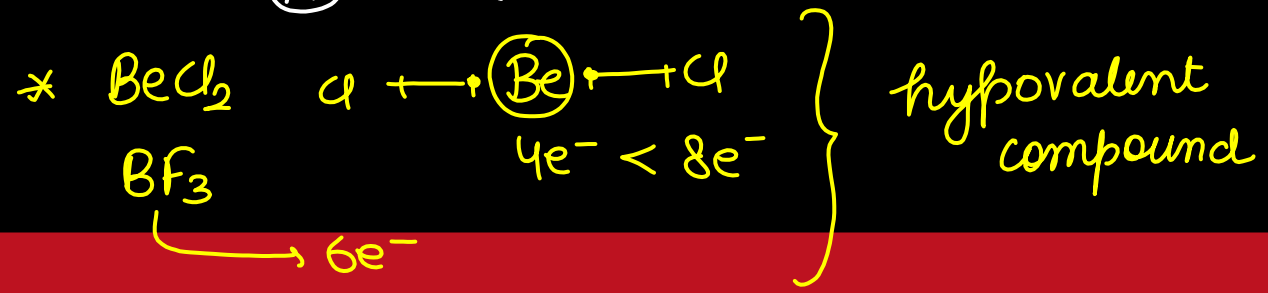 * BeCl₂ Cl +—• Be •—+ Cl
4e⁻ < 8e⁻
BF₃
→ 6e⁻
hypovalent
compound